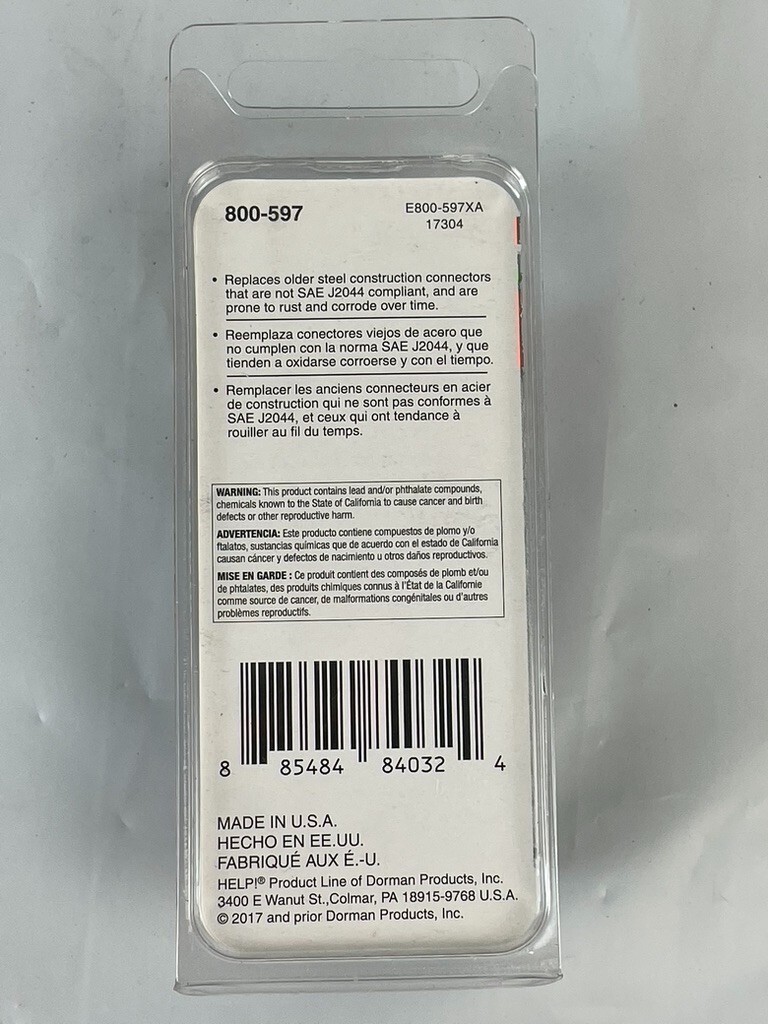 800-597
E800-597XA
17304
• Replaces older steel construction connectors
that are not SAE J2044 compliant, and are
prone to rust and corrode over time.
• Reemplaza conectores viejos de acero que
no cumplen con la norma SAE J2044, y que
tienden a oxidarse corroerse y con el tiempo.
• Remplacer les anciens connecteurs en acier
de construction qui ne sont pas conformes à
SAE J2044, et ceux qui ont tendance à
rouiller au fil du temps.
WARNING: This product contains lead and/or phthalate compounds,
chemicals known to the State of California to cause cancer and birth
defects or other reproductive harm.
ADVERTENCIA: Este producto contiene compuestos de plomo y/o
ftalatos, sustancias químicas que de acuerdo con el estado de California
causan cáncer y defectos de nacimiento u otros daños reproductivos.
MISE EN GARDE : Ce produit contient des composés de plomb et/ou
de phtalates, des produits chimiques connus à l'État de la Californie
comme source de cancer, de malformations congénitales ou d'autres
problèmes reproductifs.
8 85484 84032 4
MADE IN U.S.A.
HECHO EN EE.UU.
FABRIQUÉ AUX É.-U.
HELP!® Product Line of Dorman Products, Inc.
3400 E Wanut St.,Colmar, PA 18915-9768 U.S.A.
© 2017 and prior Dorman Products, Inc.